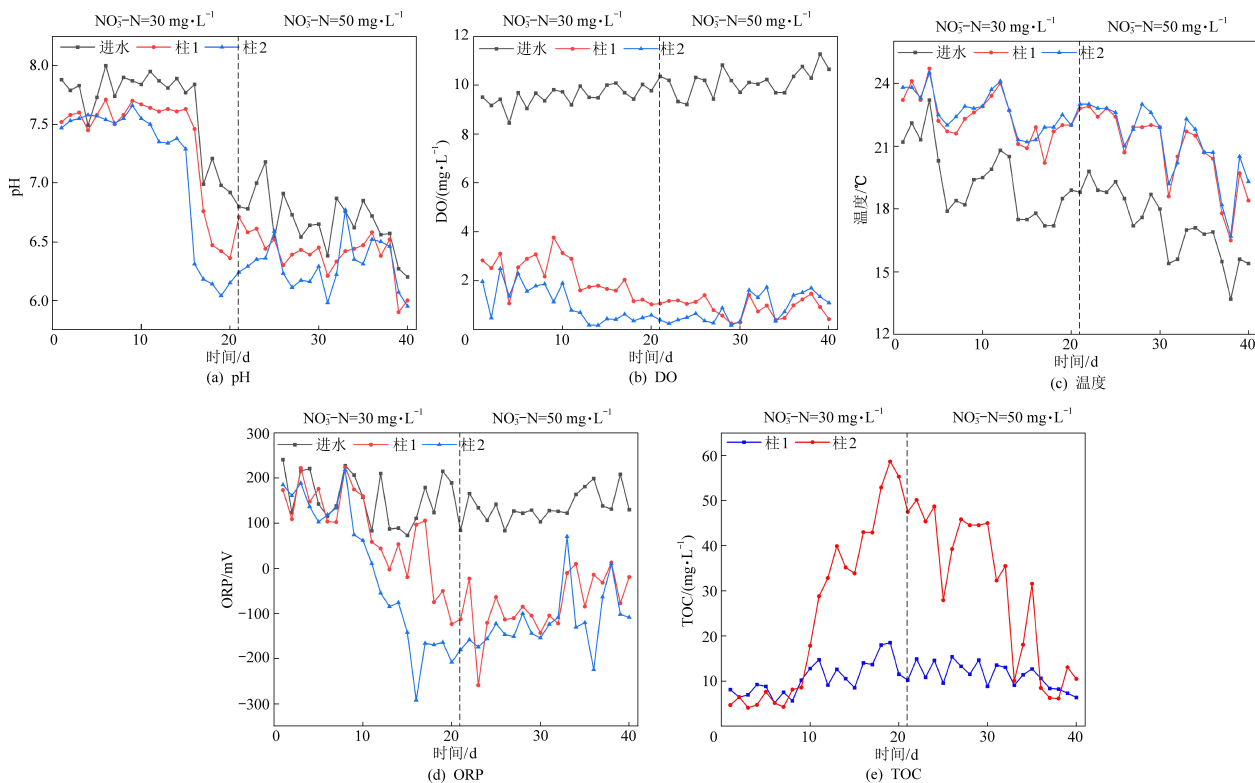 NO₃⁻-N=30 mg·L⁻¹ NO₃⁻-N=50 mg·L⁻¹
进水 柱1 柱2
8.0
7.5
7.0
6.5
6.0
pH
0 10 20 30 40
时间/d
(a) pH
NO₃⁻-N=30 mg·L⁻¹ NO₃⁻-N=50 mg·L⁻¹
进水 柱1 柱2
12
10
8
6
4
2
DO/(mg·L⁻¹)
0 10 20 30 40
时间/d
(b) DO
NO₃⁻-N=30 mg·L⁻¹ NO₃⁻-N=50 mg·L⁻¹
进水 柱1 柱2
24
21
18
15
12
温度/℃
0 10 20 30 40
时间/d
(c) 温度
NO₃⁻-N=30 mg·L⁻¹ NO₃⁻-N=50 mg·L⁻¹
进水 柱1 柱2
300
200
100
0
−100
−200
−300
ORP/mV
0 10 20 30 40
时间/d
(d) ORP
NO₃⁻-N=30 mg·L⁻¹ NO₃⁻-N=50 mg·L⁻¹
柱1 柱2
60
50
40
30
20
10
TOC/(mg·L⁻¹)
0 10 20 30 40
时间/d
(e) TOC